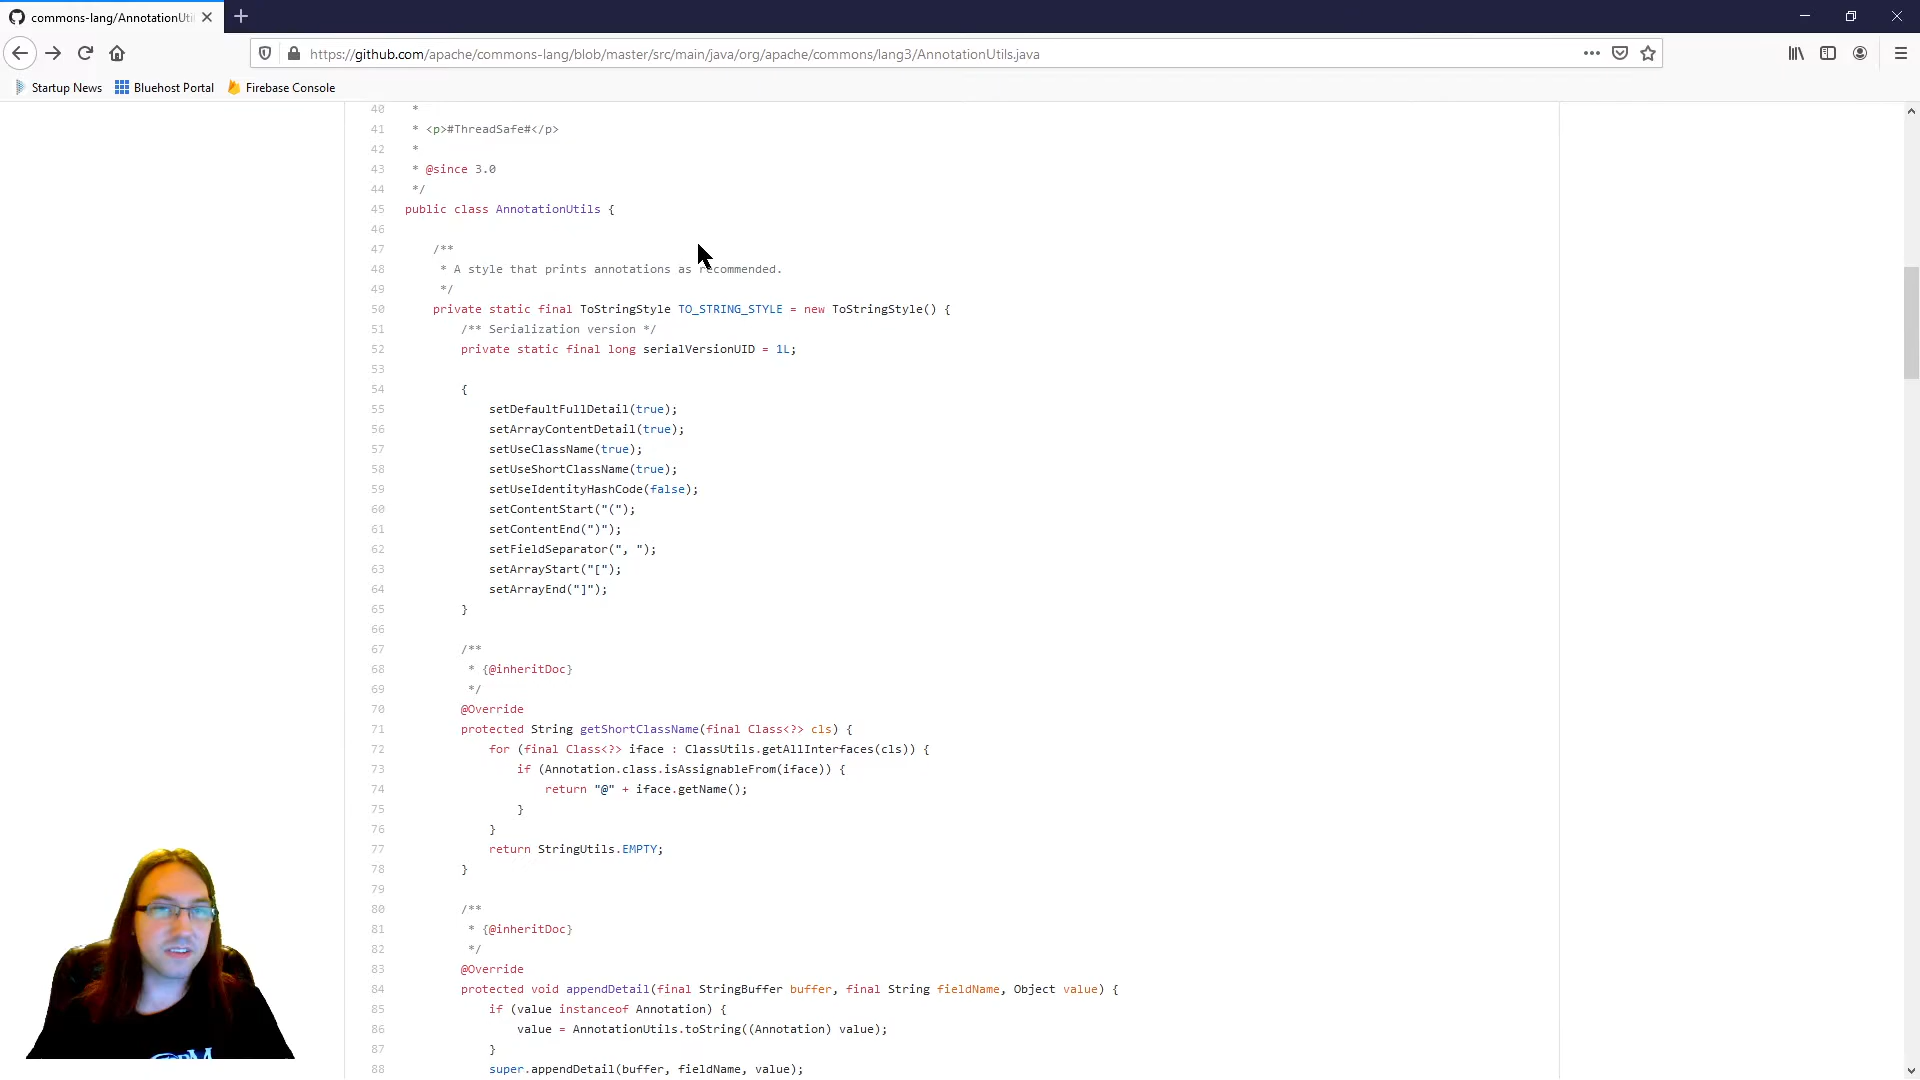 commons-lang/AnnotationUti
https://github.com/apache/commons-lang/blob/master/src/main/java/org/apache/commons/lang3/AnnotationUtils.java
Startup News Bluehost Portal Firebase Console
40 *
41 * <p>#ThreadSafe#</p>
42 *
43 * @since 3.0
44 */
45 public class AnnotationUtils {
46
47 /**
48 * A style that prints annotations as recommended.
49 */
50 private static final ToStringStyle TO_STRING_STYLE = new ToStringStyle() {
51 /** Serialization version */
52 private static final long serialVersionUID = 1L;
53
54 {
55 setDefaultFullDetail(true);
56 setArrayContentDetail(true);
57 setUseClassName(true);
58 setUseShortClassName(true);
59 setUseIdentityHashCode(false);
60 setContentStart("(");
61 setContentEnd(")");
62 setFieldSeparator(", ");
63 setArrayStart("[");
64 setArrayEnd("]");
65 }
66
67 /**
68 * {@inheritDoc}
69 */
70 @Override
71 protected String getShortClassName(final Class<?> cls) {
72 for (final Class<?> iface : ClassUtils.getAllInterfaces(cls)) {
73 if (Annotation.class.isAssignableFrom(iface)) {
74 return "@" + iface.getName();
75 }
76 }
77 return StringUtils.EMPTY;
78 }
79
80 /**
81 * {@inheritDoc}
82 */
83 @Override
84 protected void appendDetail(final StringBuffer buffer, final String fieldName, Object value) {
85 if (value instanceof Annotation) {
86 value = AnnotationUtils.toString((Annotation) value);
87 }
88 super.appendDetail(buffer, fieldName, value);